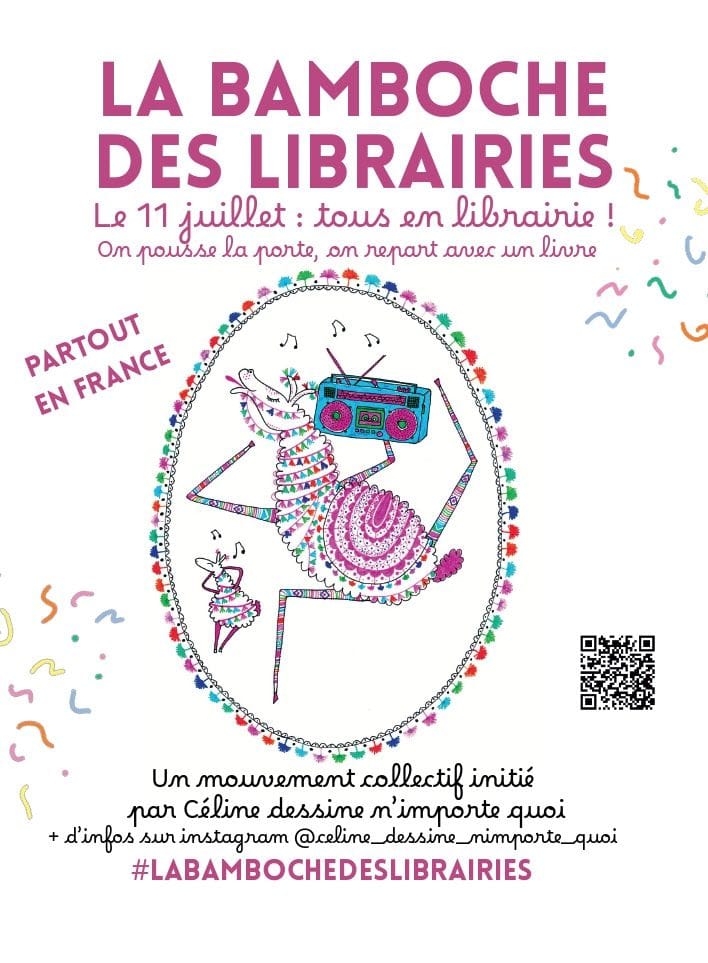 LA BAMBOCHE
DES LIBRAIRIES
Le 11 juillet : tous en librairie !
On pousse la porte, on repart avec un livre
PARTOUT
EN FRANCE
Un mouvement collectif initié
par Céline dessine n'importe quoi
+ d'infos sur instagram @celine_dessine_nimporte_quoi
#LABAMBOCHEDESLIBRAIRIES